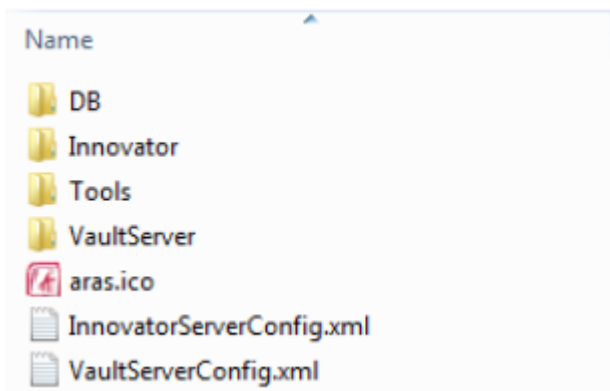 Name
DB
Innovator
Tools
VaultServer
aras.ico
InnovatorServerConfig.xml
VaultServerConfig.xml